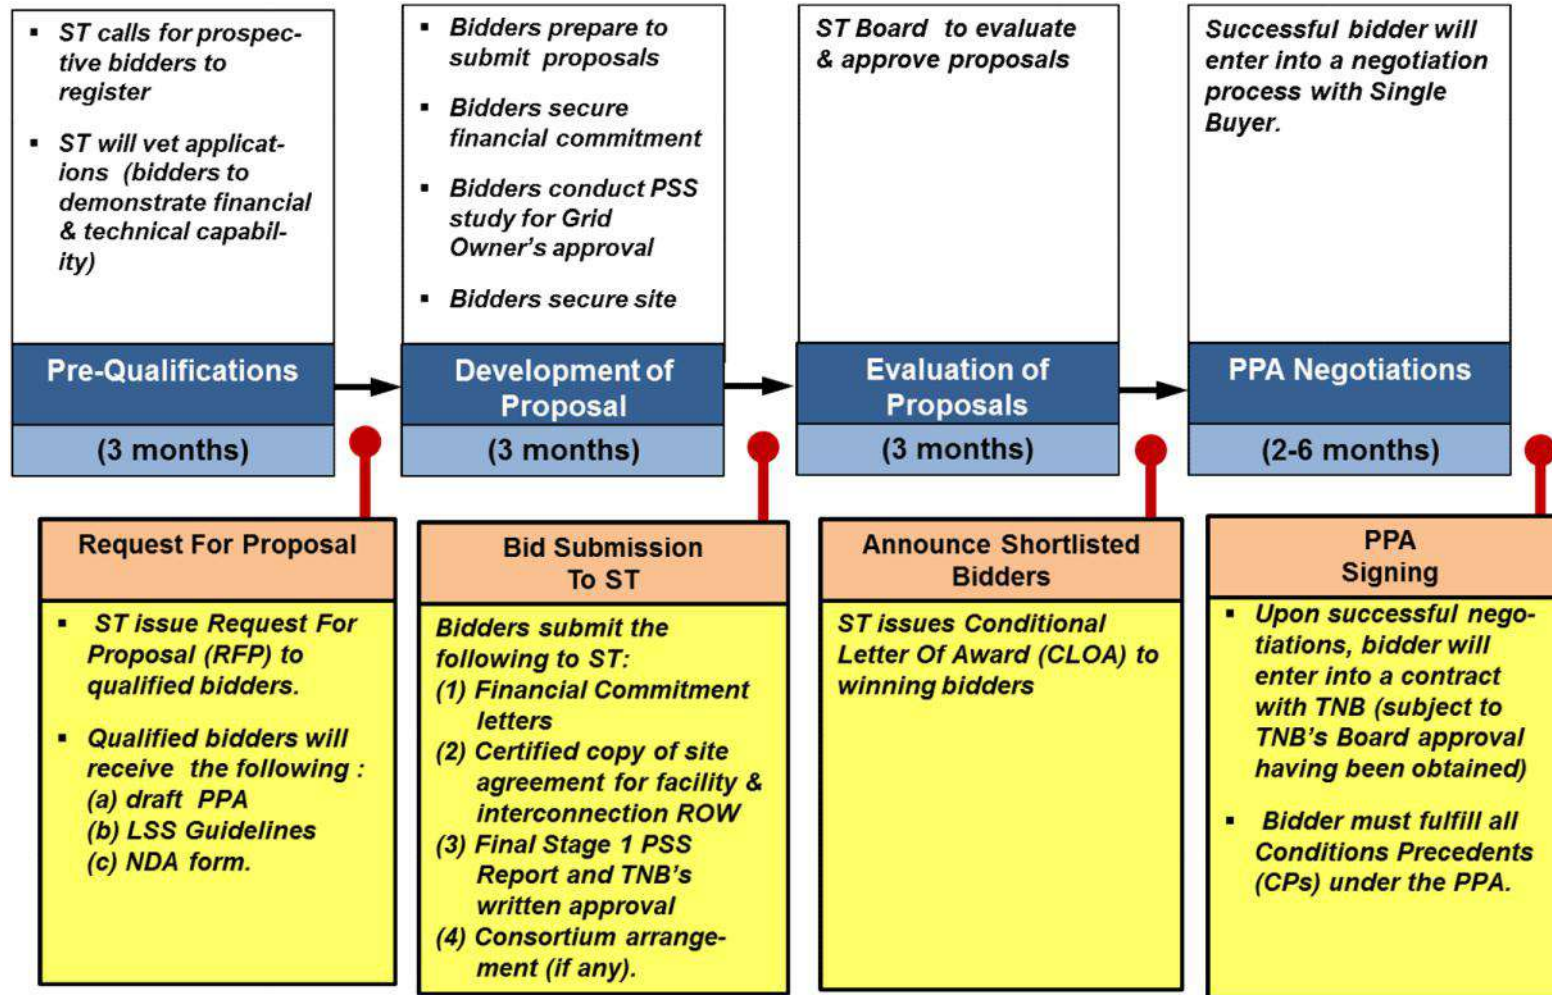 ▪ ST calls for prospec-
tive bidders to
register
▪ ST will vet applicat-
ions (bidders to
demonstrate financial
& technical capabil-
ity)
Pre-Qualifications
(3 months)
▪ Bidders prepare to
submit proposals
▪ Bidders secure
financial commitment
▪ Bidders conduct PSS
study for Grid
Owner's approval
▪ Bidders secure site
Development of
Proposal
(3 months)
ST Board to evaluate
& approve proposals
Evaluation of
Proposals
(3 months)
Successful bidder will
enter into a negotiation
process with Single
Buyer.
PPA Negotiations
(2-6 months)
Request For Proposal
▪ ST issue Request For
Proposal (RFP) to
qualified bidders.
▪ Qualified bidders will
receive the following :
(a) draft PPA
(b) LSS Guidelines
(c) NDA form.
Bid Submission
To ST
Bidders submit the
following to ST:
(1) Financial Commitment
letters
(2) Certified copy of site
agreement for facility &
interconnection ROW
(3) Final Stage 1 PSS
Report and TNB's
written approval
(4) Consortium arrange-
ment (if any).
Announce Shortlisted
Bidders
ST issues Conditional
Letter Of Award (CLOA) to
winning bidders
PPA
Signing
▪ Upon successful nego-
tiations, bidder will
enter into a contract
with TNB (subject to
TNB's Board approval
having been obtained)
▪ Bidder must fulfill all
Conditions Precedents
(CPs) under the PPA.